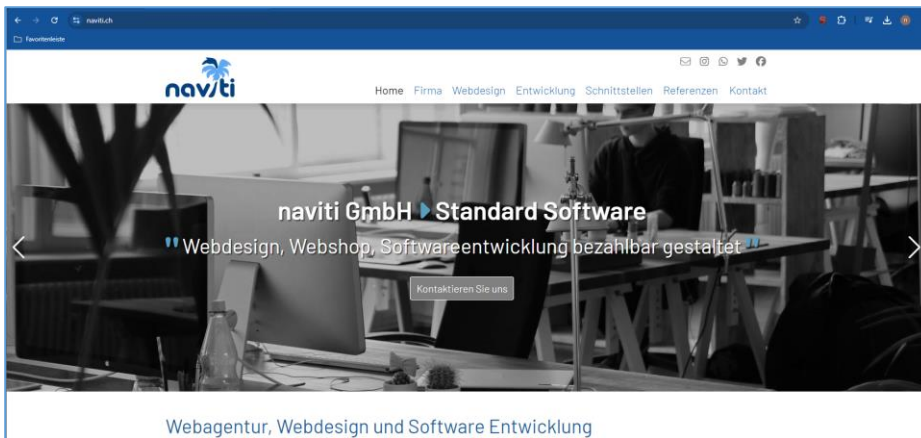 naviti.ch
Favoritenleiste
naviti
Home Firma Webdesign Entwicklung Schnittstellen Referenzen Kontakt
naviti GmbH Standard Software
"Webdesign, Webshop, Softwareentwicklung bezahlbar gestaltet"
Kontaktieren Sie uns
Webagentur, Webdesign und Software Entwicklung